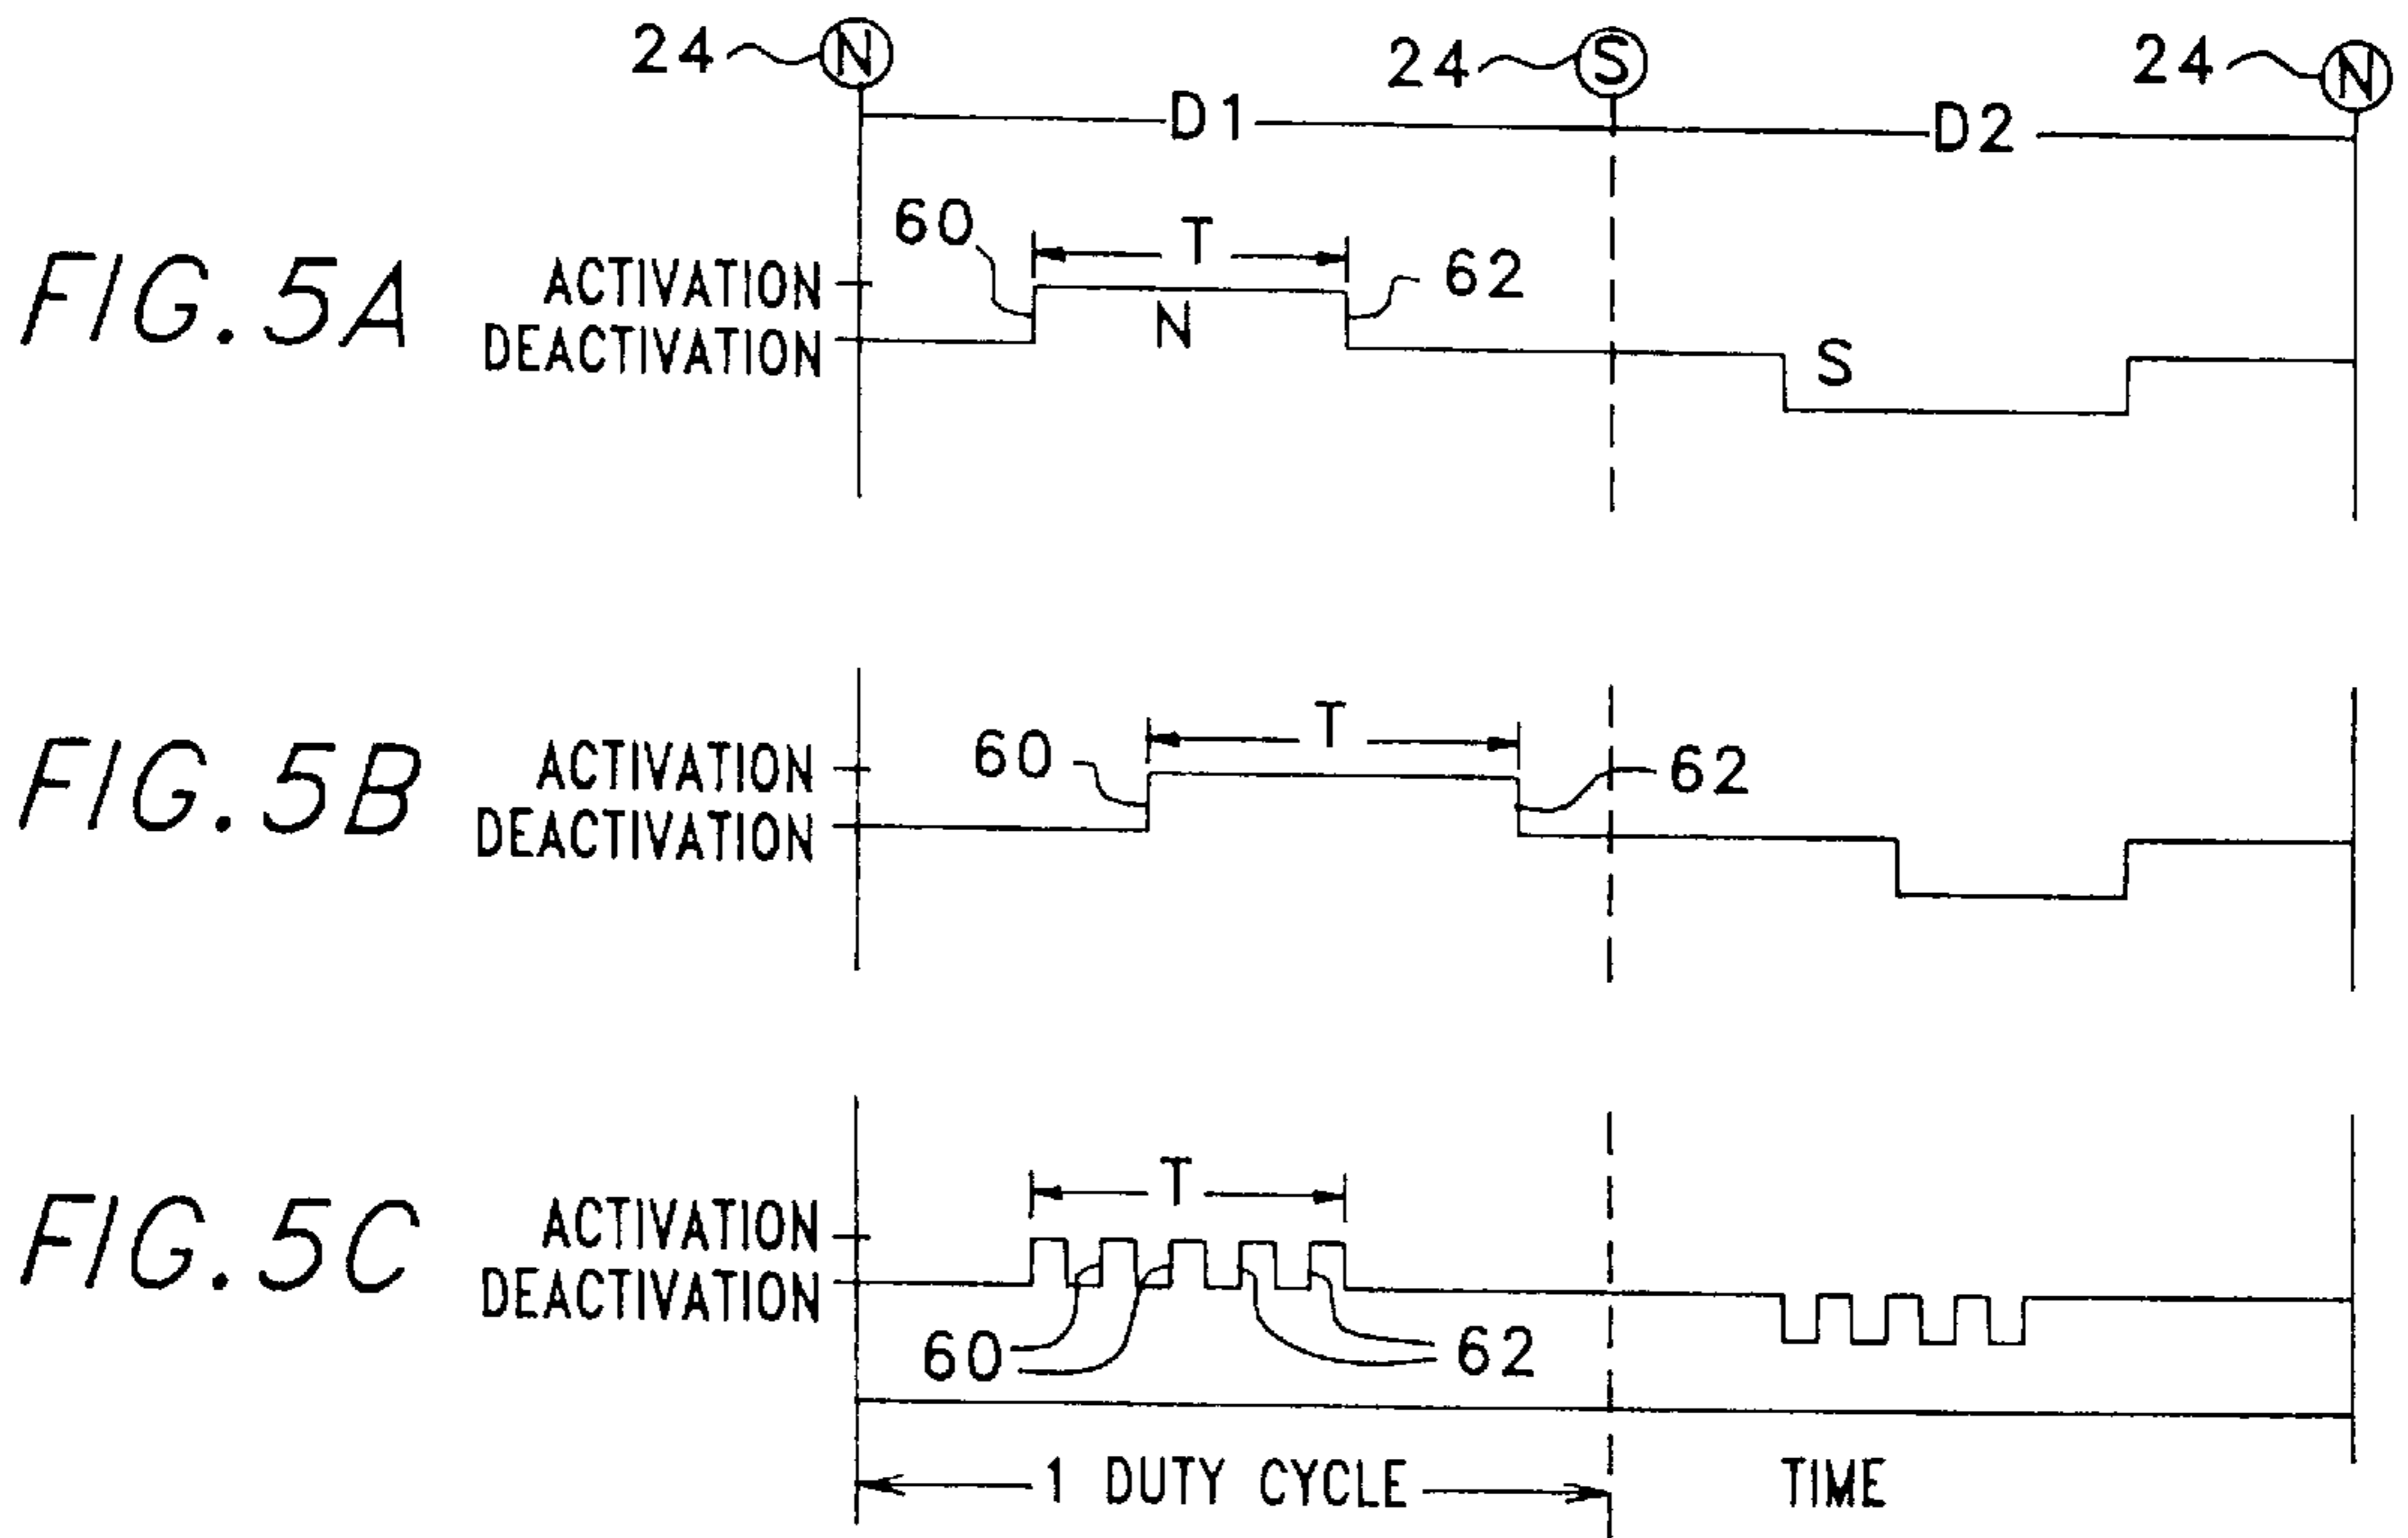 24 N 24 S 24 N
D1 D2
60 T 62
FIG. 5A ACTIVATION N
DEACTIVATION S
60 T 62
FIG. 5B ACTIVATION
DEACTIVATION
T
FIG. 5C ACTIVATION
DEACTIVATION
60 62
1 DUTY CYCLE TIME